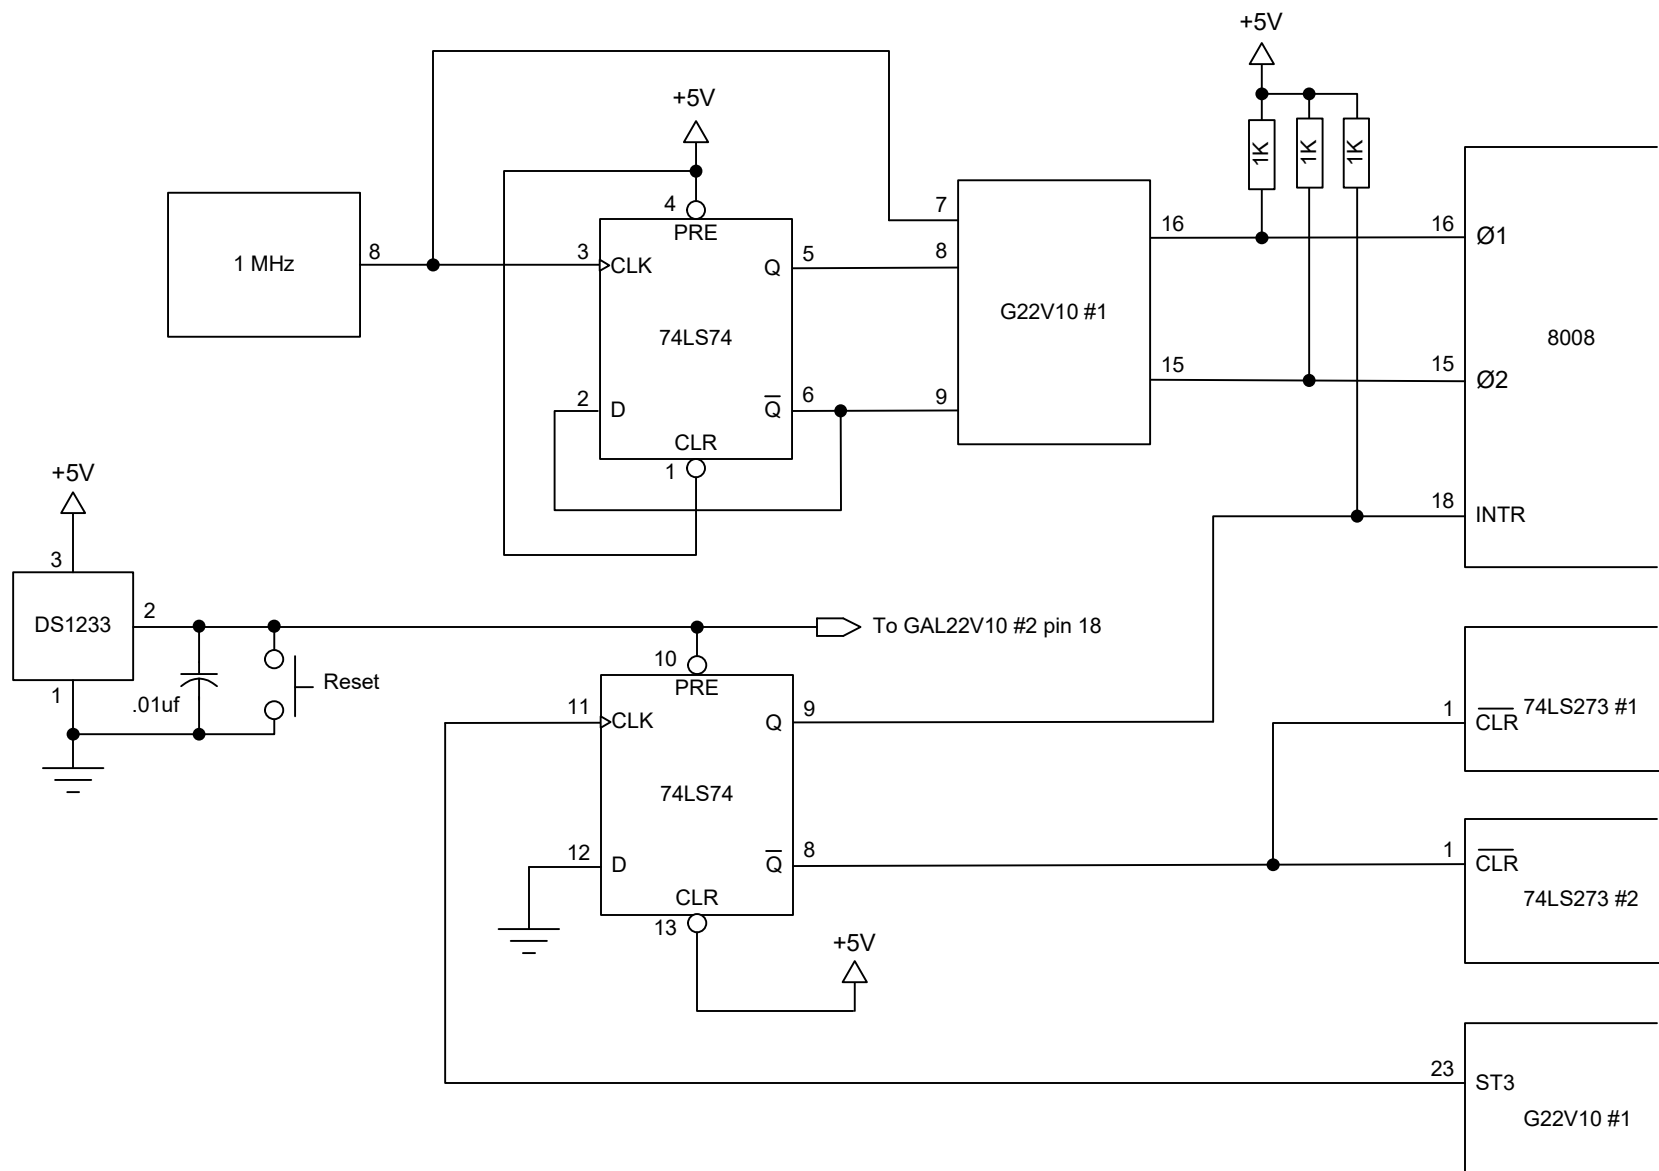 +5V
+5V
1K
1K
1K
4
PRE
7
16
16
Ø1
8
3
CLK
Q
5
8
1 MHz
G22V10 #1
74LS74
8008
15
15
Ø2
2
D
Q
6
9
CLR
1
+5V
18
INTR
3
DS1233
2
To GAL22V10 #2 pin 18
10
PRE
1
.01uf
Reset
11
CLK
Q
9
1
CLR
74LS273 #1
74LS74
12
D
Q
8
1
CLR
CLR
13
74LS273 #2
+5V
23
ST3
G22V10 #1